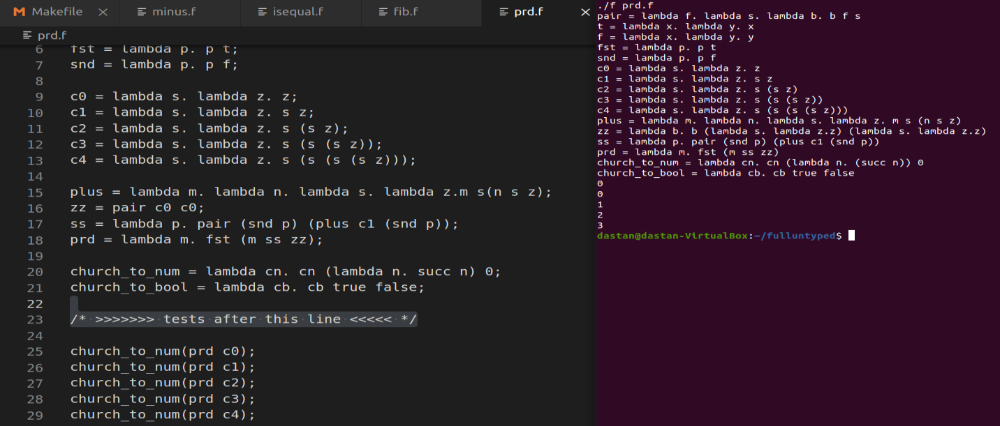 Makefile minus.f isequal.f fib.f prd.f
prd.f
6 fst = lambda p. p t;
7 snd = lambda p. p f;
8
9 c0 = lambda s. lambda z. z;
10 c1 = lambda s. lambda z. s z;
11 c2 = lambda s. lambda z. s (s z);
12 c3 = lambda s. lambda z. s (s (s z));
13 c4 = lambda s. lambda z. s (s (s (s z)));
14
15 plus = lambda m. lambda n. lambda s. lambda z.m s(n s z);
16 zz = pair c0 c0;
17 ss = lambda p. pair (snd p) (plus c1 (snd p));
18 prd = lambda m. fst (m ss zz);
19
20 church_to_num = lambda cn. cn (lambda n. succ n) 0;
21 church_to_bool = lambda cb. cb true false;
22
23 /* >>>>>>> tests after this line <<<<< */
24
25 church_to_num(prd c0);
26 church_to_num(prd c1);
27 church_to_num(prd c2);
28 church_to_num(prd c3);
29 church_to_num(prd c4);
./f prd.f
pair = lambda f. lambda s. lambda b. b f s
t = lambda x. lambda y. x
f = lambda x. lambda y. y
fst = lambda p. p t
snd = lambda p. p f
c0 = lambda s. lambda z. z
c1 = lambda s. lambda z. s z
c2 = lambda s. lambda z. s (s z)
c3 = lambda s. lambda z. s (s (s z))
c4 = lambda s. lambda z. s (s (s (s z)))
plus = lambda m. lambda n. lambda s. lambda z. m s (n s z)
zz = lambda b. b (lambda s. lambda z.z) (lambda s. lambda z.z)
ss = lambda p. pair (snd p) (plus c1 (snd p))
prd = lambda m. fst (m ss zz)
church_to_num = lambda cn. cn (lambda n. (succ n)) 0
church_to_bool = lambda cb. cb true false
0
0
1
2
3
dastan@dastan-VirtualBox:~/fulluntyped$